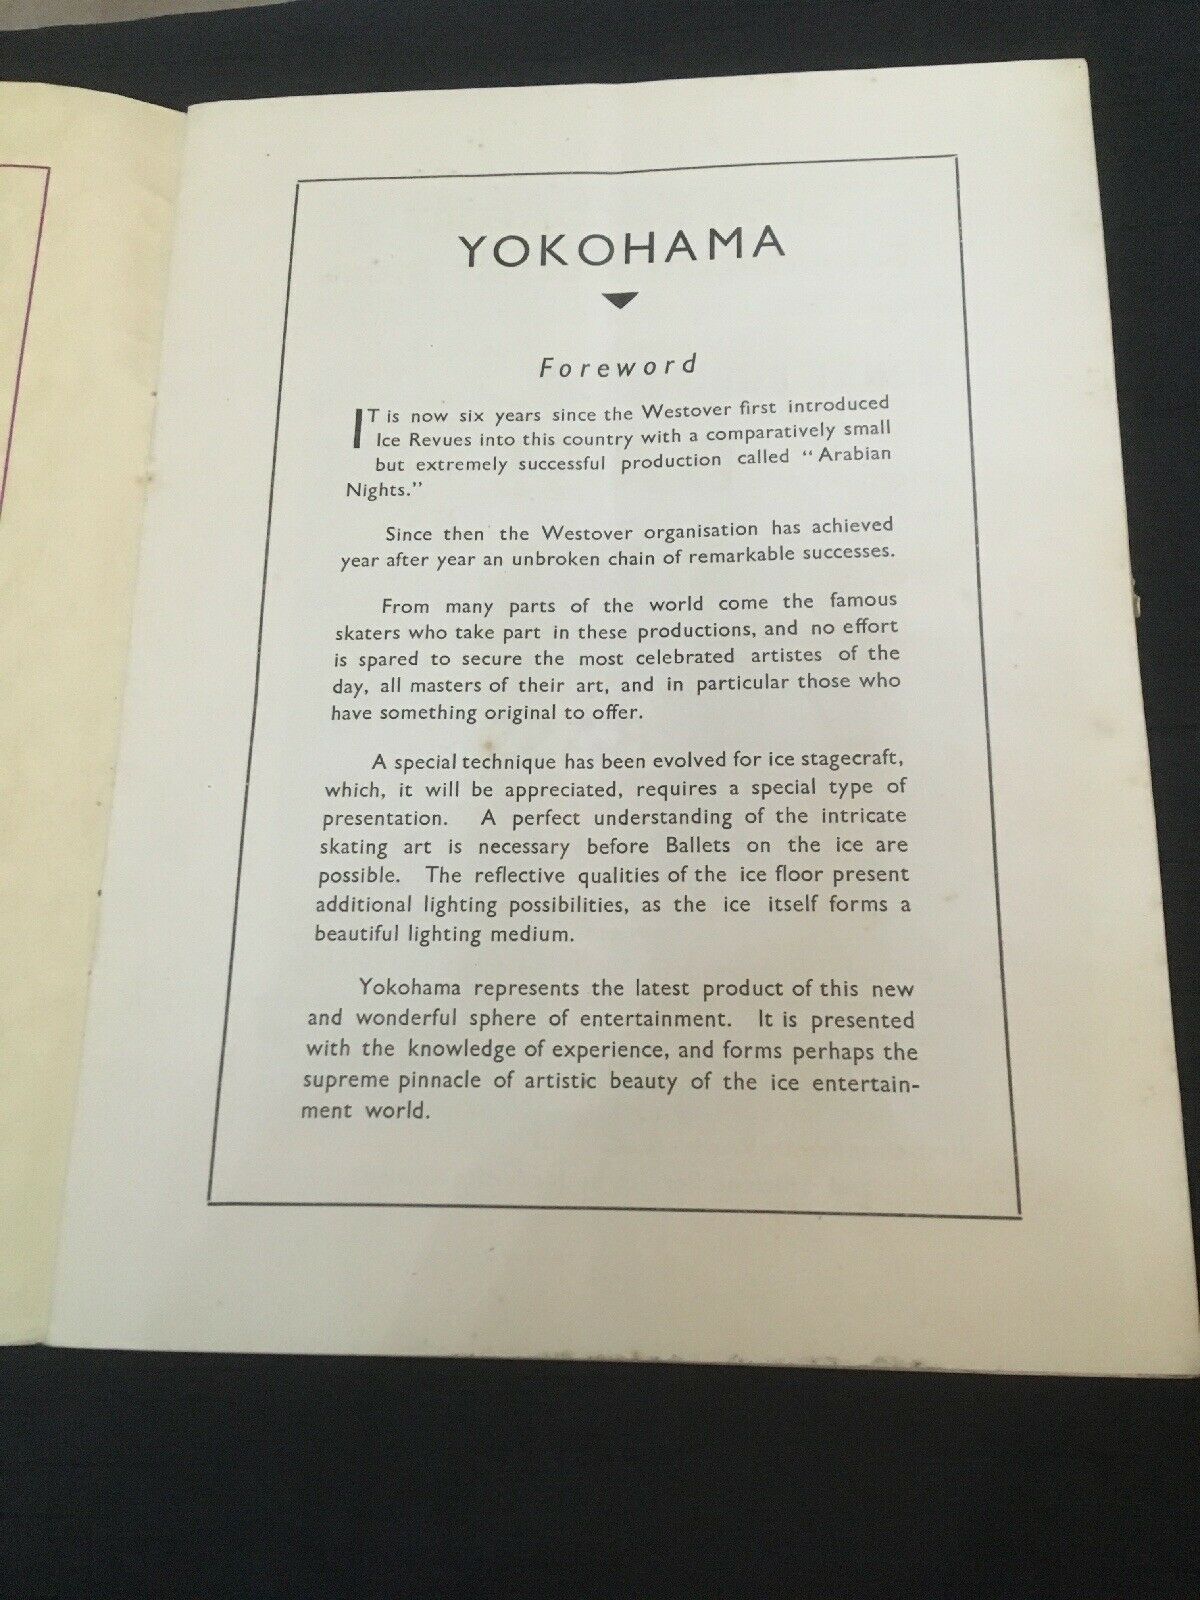 YOKOHAMA
Foreword
IT is now six years since the Westover first introduced
Ice Revues into this country with a comparatively small
but extremely successful production called "Arabian
Nights."
Since then the Westover organisation has achieved
year after year an unbroken chain of remarkable successes.
From many parts of the world come the famous
skaters who take part in these productions, and no effort
is spared to secure the most celebrated artistes of the
day, all masters of their art, and in particular those who
have something original to offer.
A special technique has been evolved for ice stagecraft,
which, it will be appreciated, requires a special type of
presentation. A perfect understanding of the intricate
skating art is necessary before Ballets on the ice are
possible. The reflective qualities of the ice floor present
additional lighting possibilities, as the ice itself forms a
beautiful lighting medium.
Yokohama represents the latest product of this new
and wonderful sphere of entertainment. It is presented
with the knowledge of experience, and forms perhaps the
supreme pinnacle of artistic beauty of the ice entertain-
ment world.